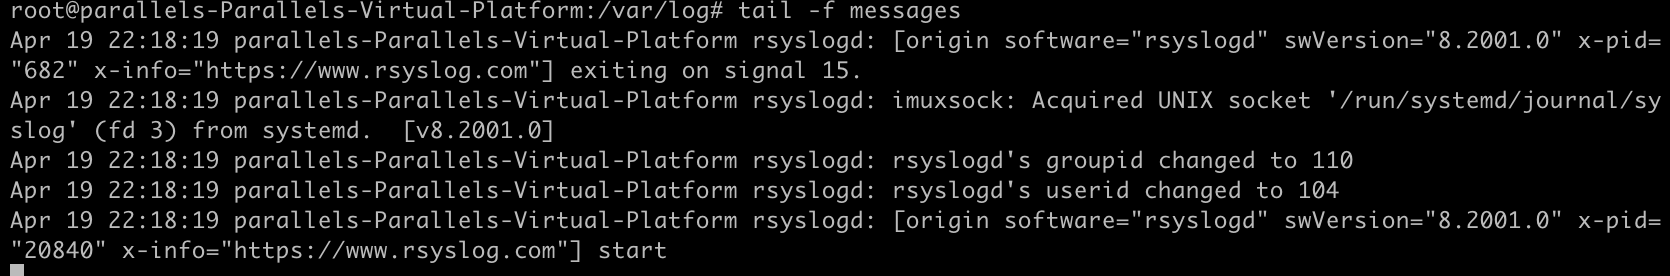 root@parallels-Parallels-Virtual-Platform:/var/log# tail -f messages
Apr 19 22:18:19 parallels-Parallels-Virtual-Platform rsyslogd: [origin software="rsyslogd" swVersion="8.2001.0" x-pid=
"682" x-info="https://www.rsyslog.com"] exiting on signal 15.
Apr 19 22:18:19 parallels-Parallels-Virtual-Platform rsyslogd: imuxsock: Acquired UNIX socket '/run/systemd/journal/sy
slog' (fd 3) from systemd.  [v8.2001.0]
Apr 19 22:18:19 parallels-Parallels-Virtual-Platform rsyslogd: rsyslogd's groupid changed to 110
Apr 19 22:18:19 parallels-Parallels-Virtual-Platform rsyslogd: rsyslogd's userid changed to 104
Apr 19 22:18:19 parallels-Parallels-Virtual-Platform rsyslogd: [origin software="rsyslogd" swVersion="8.2001.0" x-pid=
"20840" x-info="https://www.rsyslog.com"] start